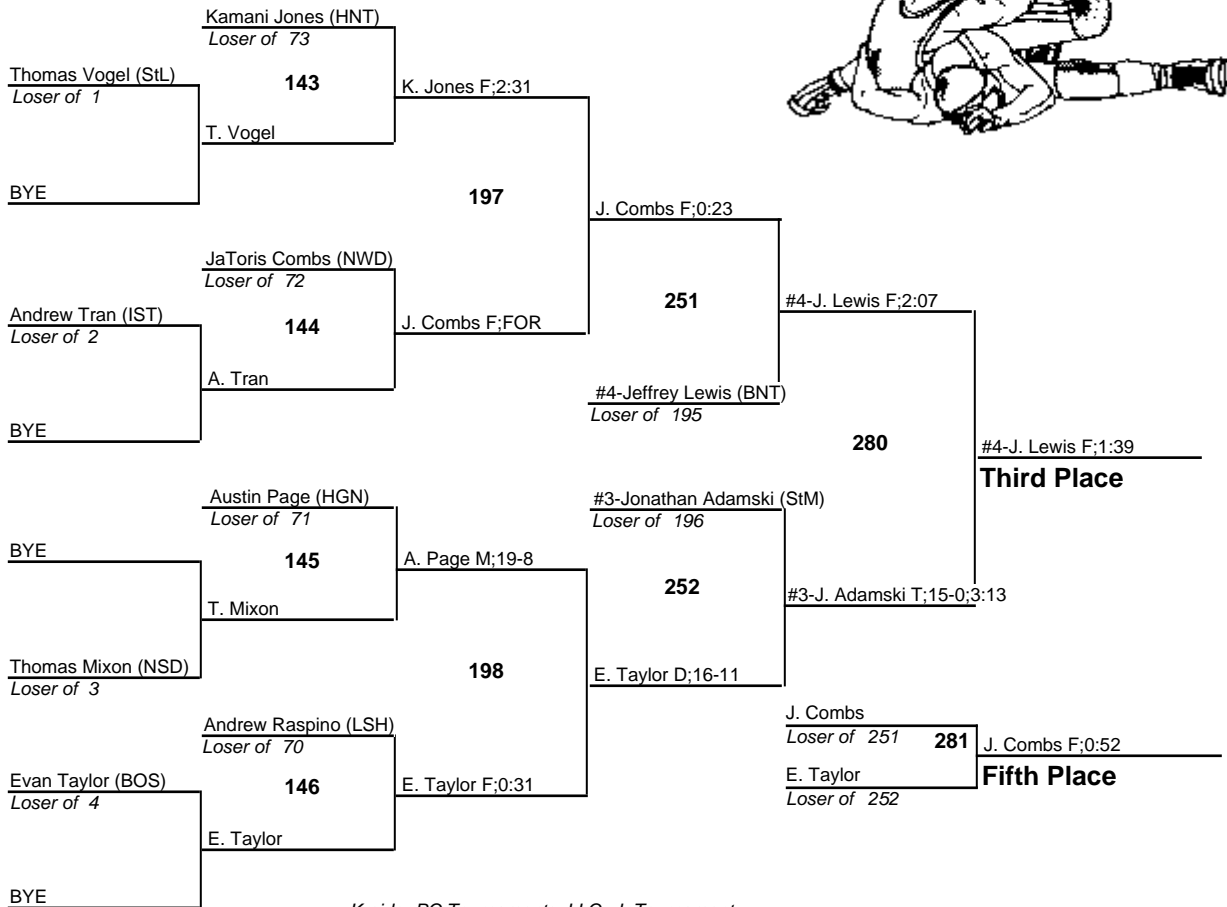 Kamani Jones (HNT)
Loser of 73
Thomas Vogel (StL)
Loser of 1
143
K. Jones F;2:31
T. Vogel
BYE
197
J. Combs F;0:23
JaToris Combs (NWD)
Loser of 72
Andrew Tran (IST)
Loser of 2
144
J. Combs F;FOR
251
#4-J. Lewis F;2:07
A. Tran
#4-Jeffrey Lewis (BNT)
Loser of 195
BYE
280
#4-J. Lewis F;1:39
Third Place
Austin Page (HGN)
Loser of 71
#3-Jonathan Adamski (StM)
Loser of 196
BYE
145
A. Page M;19-8
252
#3-J. Adamski T;15-0;3:13
T. Mixon
Thomas Mixon (NSD)
Loser of 3
198
E. Taylor D;16-11
Andrew Raspino (LSH)
Loser of 70
J. Combs
Loser of 251
281
J. Combs F;0:52
Fifth Place
Evan Taylor (BOS)
Loser of 4
146
E. Taylor F;0:31
E. Taylor
Loser of 252
E. Taylor
BYE